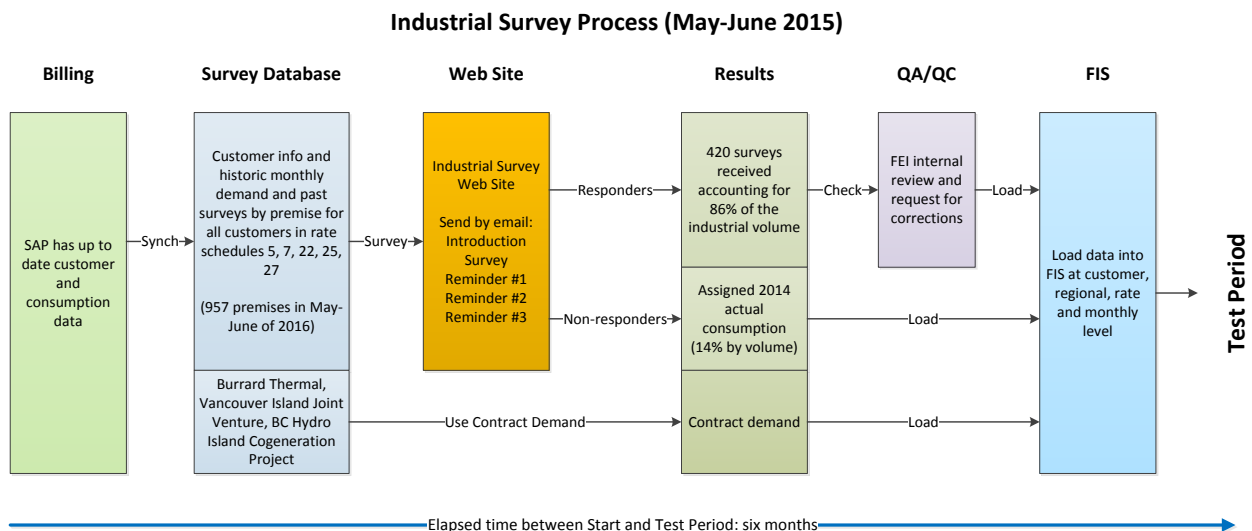 Industrial Survey Process (May-June 2015)
Billing
Survey Database
Web Site
Results
QA/QC
FIS
SAP has up to
date customer
and
consumption
data
Synch
Customer info and
historic monthly
demand and past
surveys by premise for
all customers in rate
schedules 5, 7, 22, 25,
27
(957 premises in May-
June of 2016)
Burrard Thermal,
Vancouver Island Joint
Venture, BC Hydro
Island Cogeneration
Project
Survey
Industrial Survey
Web Site
Send by email:
Introduction
Survey
Reminder #1
Reminder #2
Reminder #3
Responders
Non-responders
Use Contract Demand
420 surveys
received
accounting for
86% of the
industrial volume
Assigned 2014
actual
consumption
(14% by volume)
Contract demand
Check
FEI internal
review and
request for
corrections
Load
Load
Load
Load data into
FIS at customer,
regional, rate
and monthly
level
Test Period
Elapsed time between Start and Test Period: six months